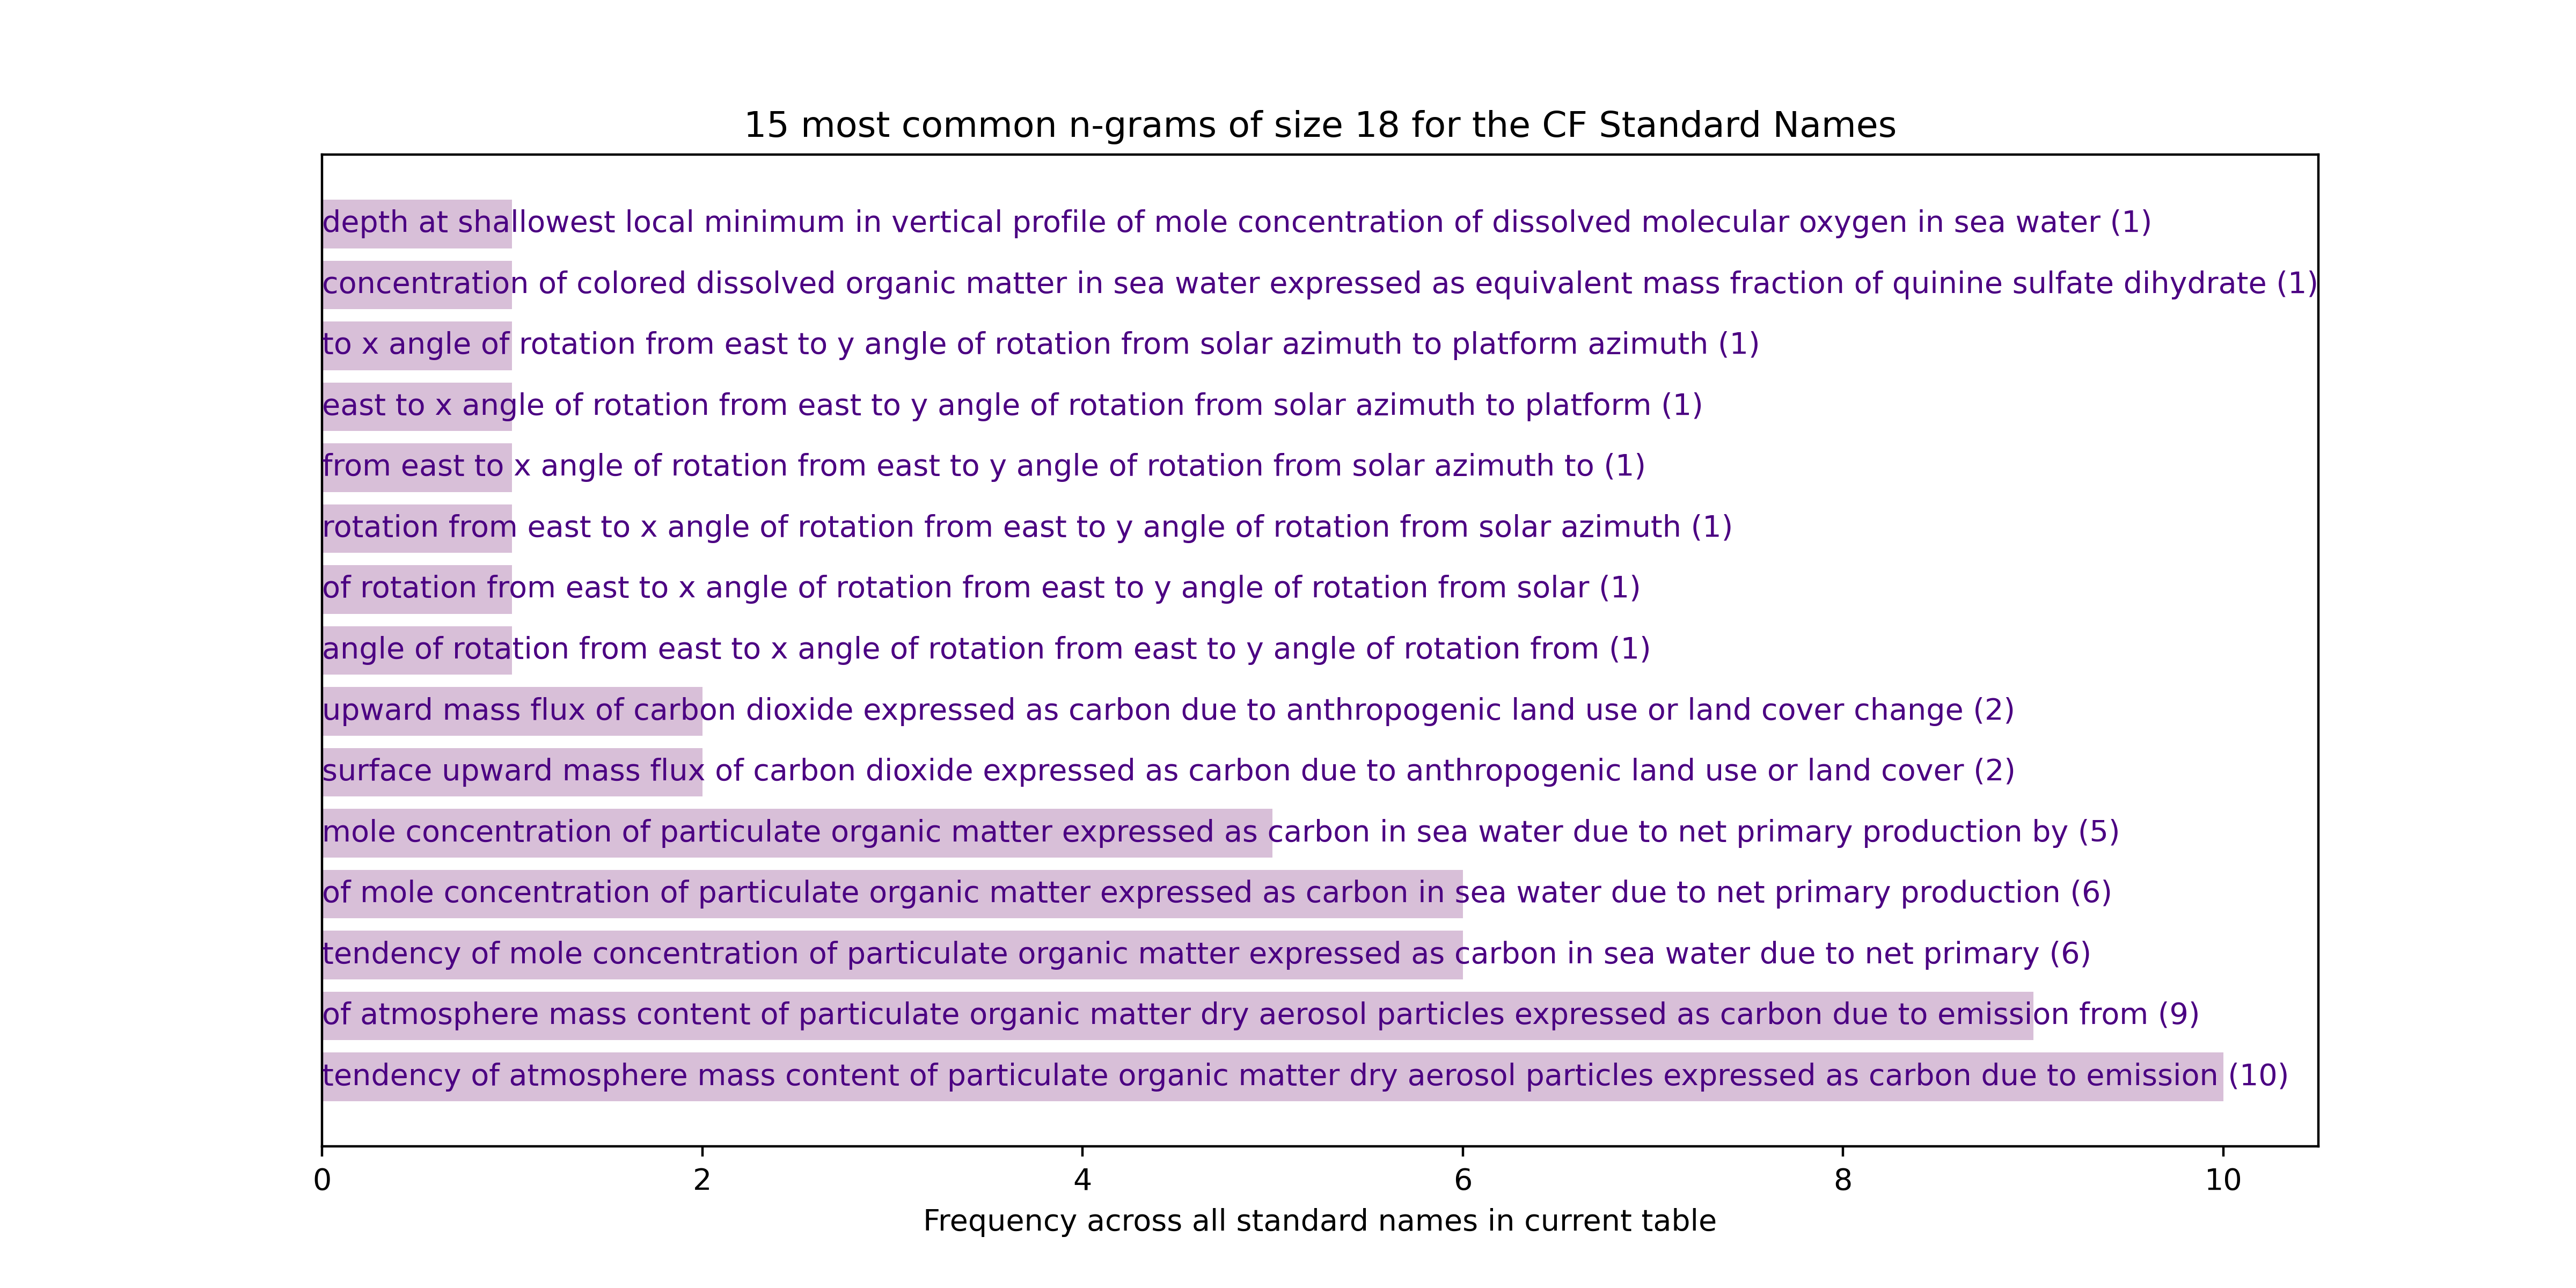 15 most common n-grams of size 18 for the CF Standard Names
depth at shallowest local minimum in vertical profile of mole concentration of dissolved molecular oxygen in sea water (1)
concentration of colored dissolved organic matter in sea water expressed as equivalent mass fraction of quinine sulfate dihydrate (1)
to x angle of rotation from east to y angle of rotation from solar azimuth to platform azimuth (1)
east to x angle of rotation from east to y angle of rotation from solar azimuth to platform (1)
from east to x angle of rotation from east to y angle of rotation from solar azimuth to (1)
rotation from east to x angle of rotation from east to y angle of rotation from solar azimuth (1)
of rotation from east to x angle of rotation from east to y angle of rotation from solar (1)
angle of rotation from east to x angle of rotation from east to y angle of rotation from (1)
upward mass flux of carbon dioxide expressed as carbon due to anthropogenic land use or land cover change (2)
surface upward mass flux of carbon dioxide expressed as carbon due to anthropogenic land use or land cover (2)
mole concentration of particulate organic matter expressed as carbon in sea water due to net primary production by (5)
of mole concentration of particulate organic matter expressed as carbon in sea water due to net primary production (6)
tendency of mole concentration of particulate organic matter expressed as carbon in sea water due to net primary (6)
of atmosphere mass content of particulate organic matter dry aerosol particles expressed as carbon due to emission from (9)
tendency of atmosphere mass content of particulate organic matter dry aerosol particles expressed as carbon due to emission (10)
0 2 4 6 8 10
Frequency across all standard names in current table